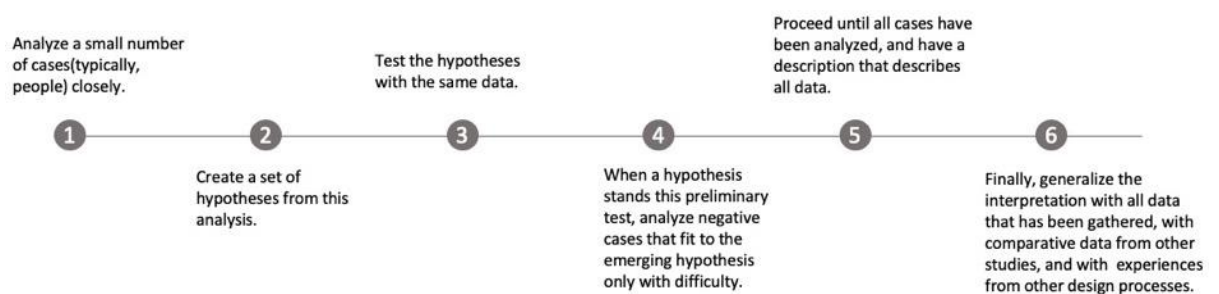 Analyze a small number
of cases(typically,
people) closely.
1
Create a set of
hypotheses from this
analysis.
2
Test the hypotheses
with the same data.
3
When a hypothesis
stands this preliminary
test, analyze negative
cases that fit to the
emerging hypothesis
only with difficulty.
4
Proceed until all cases have
been analyzed, and have a
description that describes
all data.
5
Finally, generalize the
interpretation with all data
that has been gathered, with
comparative data from other
studies, and with experiences
from other design processes.
6